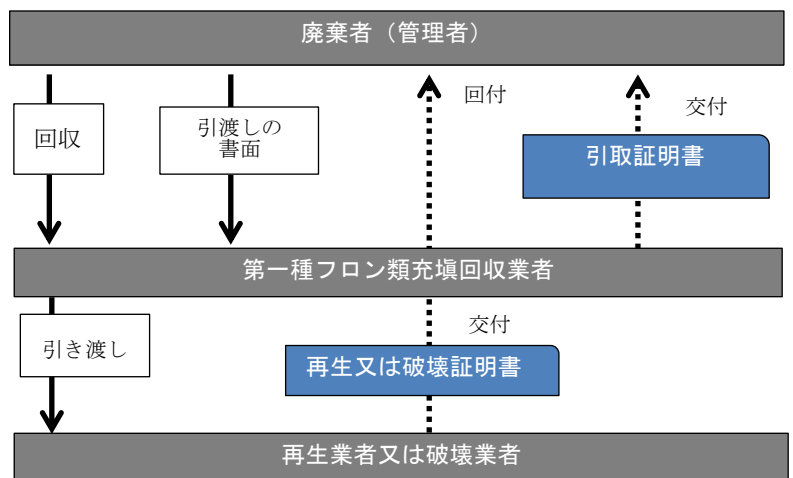 廃棄者（管理者）
回収
引渡しの
書面
回付
交付
引取証明書
第一種フロン類充塡回収業者
引き渡し
交付
再生又は破壊証明書
再生業者又は破壊業者